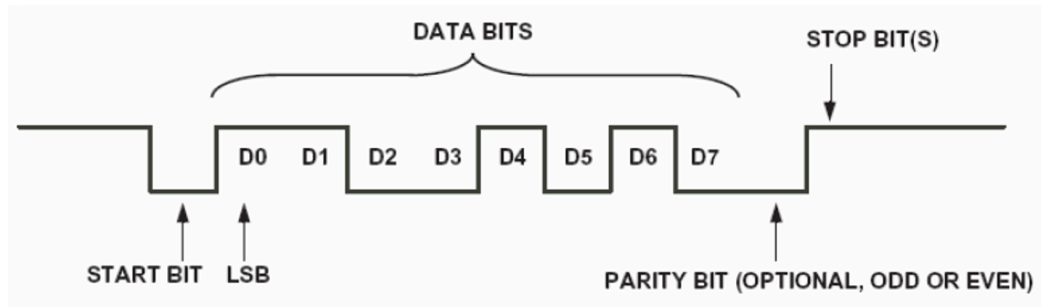 DATA BITS
STOP BIT(S)
D0 D1 D2 D3 D4 D5 D6 D7
START BIT LSB
PARITY BIT (OPTIONAL, ODD OR EVEN)